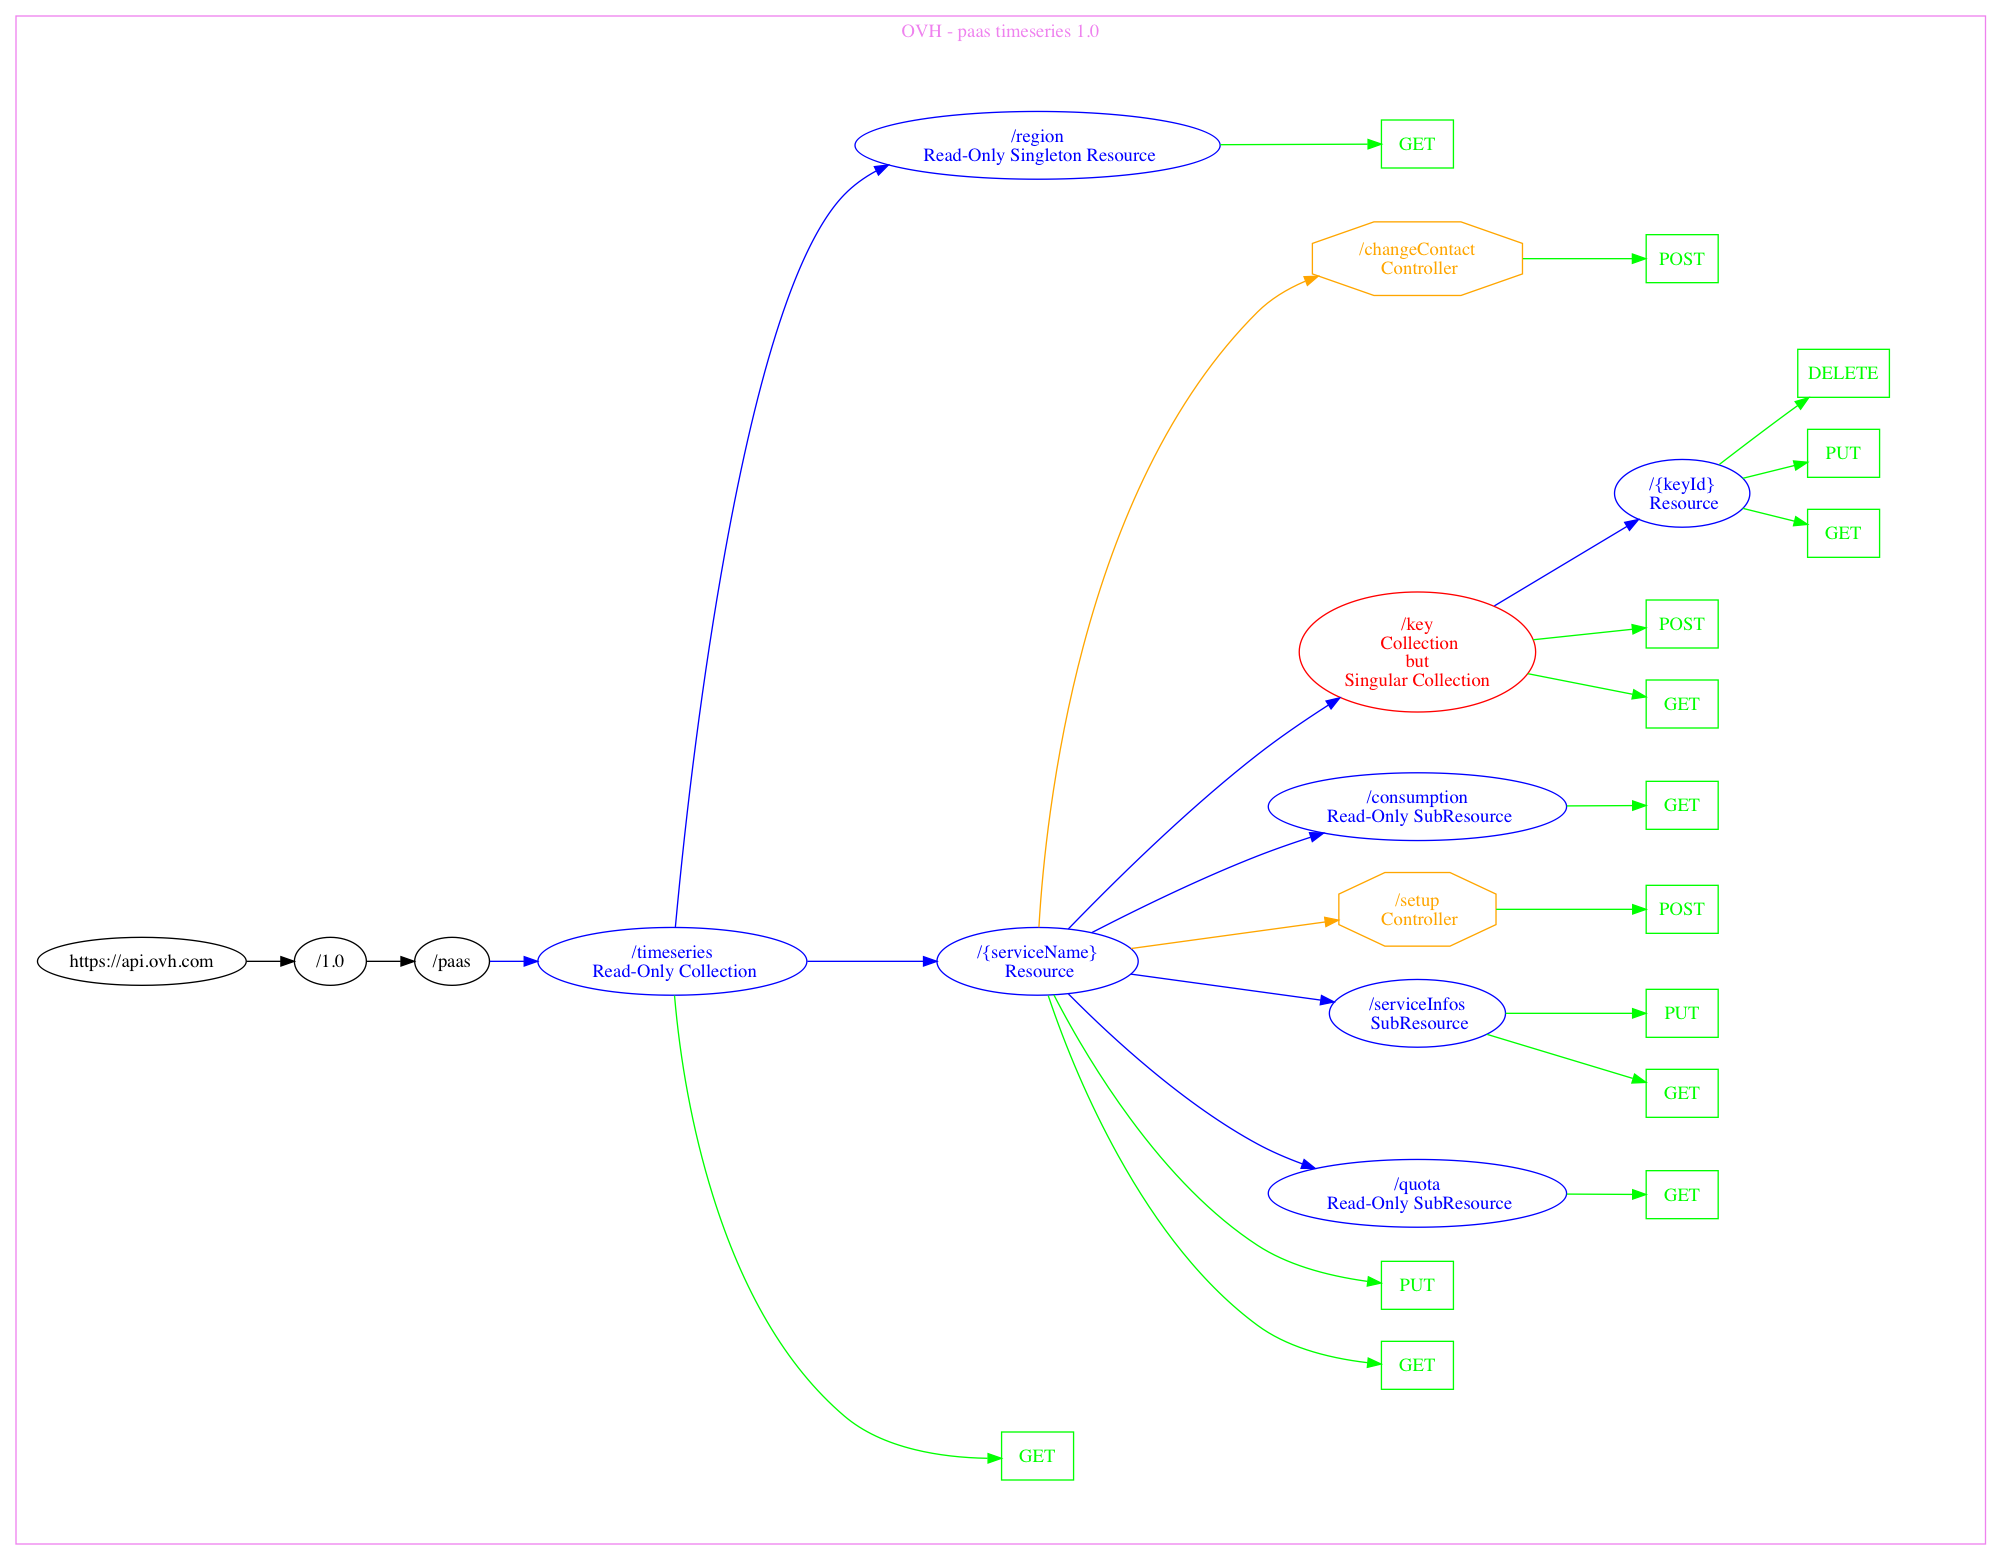 OVH - paas timeseries 1.0
/region
Read-Only Singleton Resource
GET
/changeContact
Controller
POST
DELETE
PUT
/{keyId}
Resource
GET
/key
Collection
but
Singular Collection
POST
GET
/consumption
Read-Only SubResource
GET
/setup
Controller
POST
https://api.ovh.com
/1.0
/paas
/timeseries
Read-Only Collection
/{serviceName}
Resource
/serviceInfos
SubResource
PUT
GET
/quota
Read-Only SubResource
GET
PUT
GET
GET